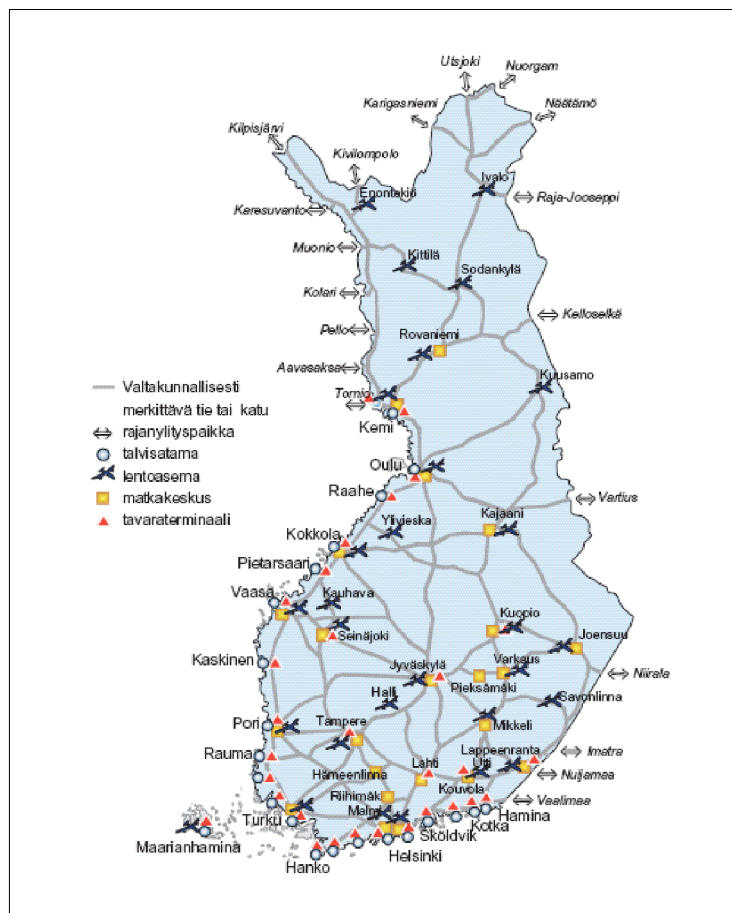 Utsjoki
Nuorgam
Karigasniemi
Näätämö
Kilpisjärvi
Kivilompolo
Enontekiö
Ivalo
Raja-Jooseppi
Karesuvanto
Muonio
Kittilä
Sodankylä
Kolari
Kelloselkä
Pello
Rovaniemi
Aavasaksa
Kuusamo
Valtakunnallisesti
merkittävä tie tai katu
Tornio
rajanylityspaikka
Kemi
talvisatama
lentoasema
Oulu
matkakeskus
Raahe
Vartius
tavaraterminaali
Ylivieska
Kajaani
Kokkola
Pietarsaari
Vaasa
Kauhava
Kuopio
Seinäjoki
Joensuu
Kaskinen
Jyväskylä
Varkaus
Niirala
Pieksämäki
Halli
Savonlinna
Pori
Tampere
Mikkeli
Rauma
Lappeenranta
Imatra
Lahti
Utti
Hämeenlinna
Nuijamaa
Kouvola
Riihimäki
Vaalimaa
Malmi
Hamina
Turku
Kotka
Sköldvik
Maarianhamina
Helsinki
Hanko